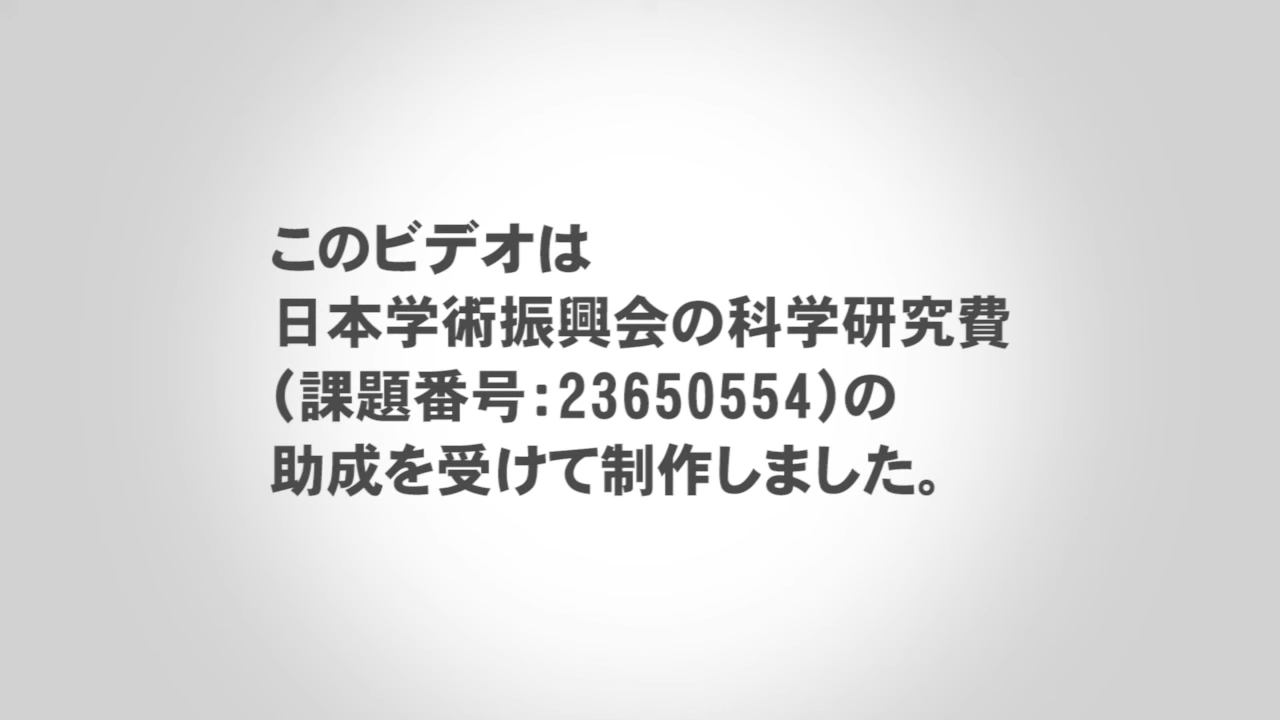 このビデオは
日本学術振興会の科学研究費
(課題番号:23650554)の
助成を受けて制作しました。